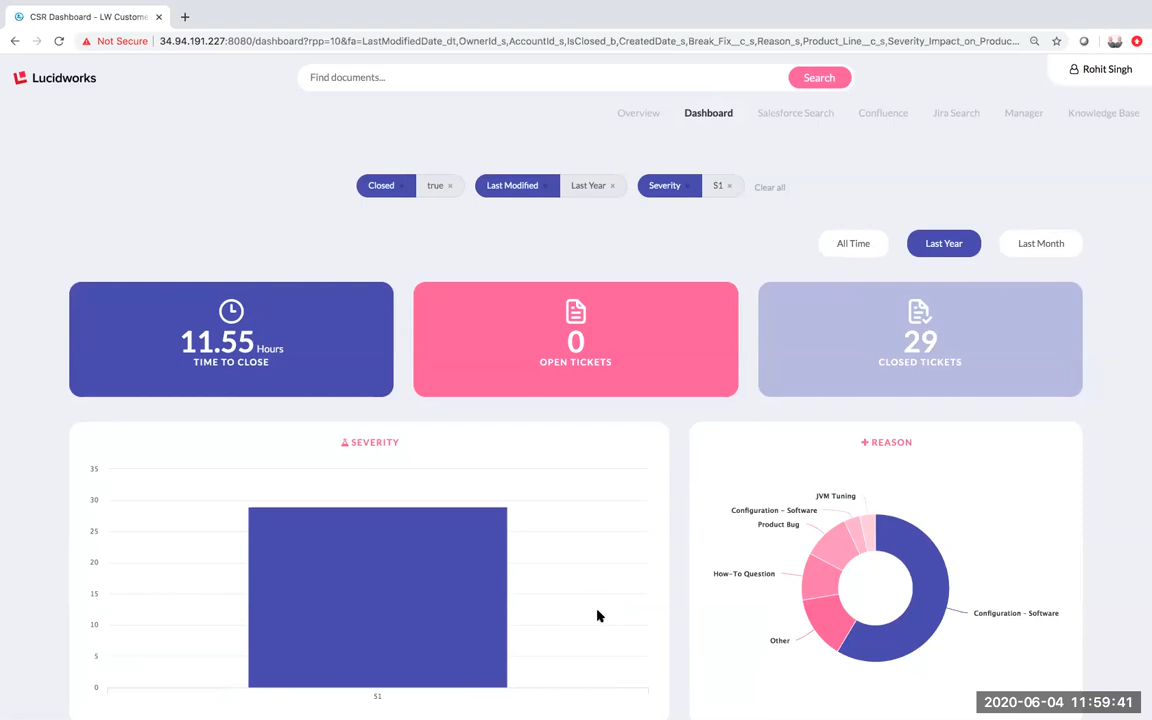 CSR Dashboard - LW Custome
Not Secure 34.94.191.227:8080/dashboard?rpp=10&fa=LastModifiedDate_dt,OwnerId_s,AccountId_s,IsClosed_b,CreatedDate_s,Break_Fix__c_s,Reason_s,Product_Line__c_s,Severity_Impact_on_Produc...
Lucidworks
Find documents...
Search
Rohit Singh
Overview Dashboard Salesforce Search Confluence Jira Search Manager Knowledge Base
Closed × true × Last Modified × Last Year × Severity × S1 × Clear all
All Time Last Year Last Month
11.55 Hours
TIME TO CLOSE
0
OPEN TICKETS
29
CLOSED TICKETS
SEVERITY
35
30
25
20
15
10
5
0
S1
REASON
JVM Tuning
Configuration – Software
Product Bug
How-To Question
Configuration – Software
Other
2020-06-04 11:59:41